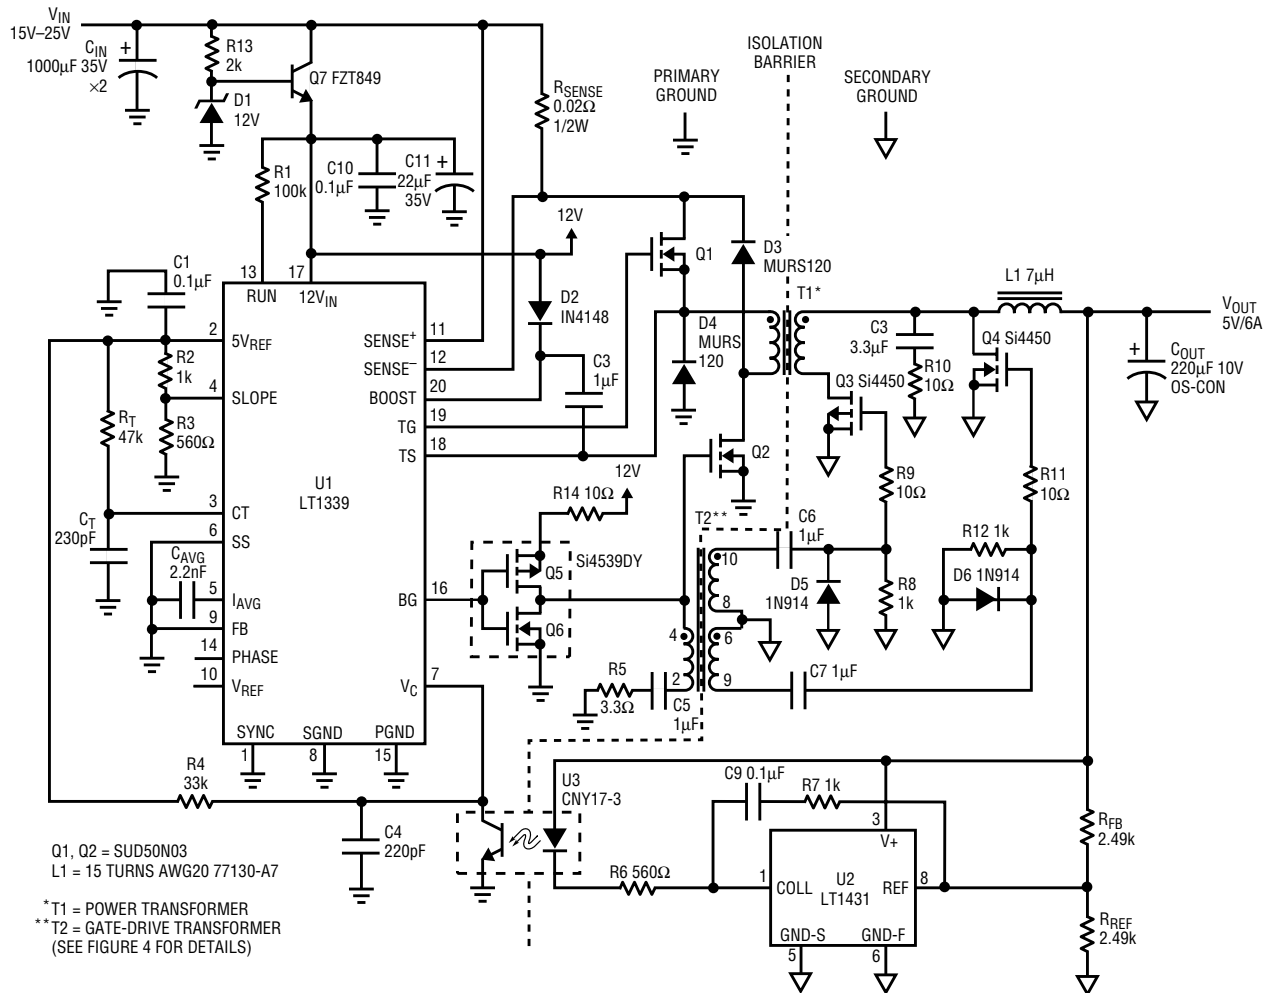 VIN
15V–25V
CIN
1000µF 35V
×2
+
R13
2k
D1
12V
Q7 FZT849
RSENSE
0.02Ω
1/2W
PRIMARY
GROUND
ISOLATION
BARRIER
SECONDARY
GROUND
R1
100k
C10
0.1µF
C11
22µF
35V
+
12V
C1
0.1µF
13
RUN
17
12VIN
D2
IN4148
Q1
D3
MURS120
T1*
L1 7µH
VOUT
5V/6A
2
5VREF
R2
1k
4
SLOPE
RT
47k
R3
560Ω
SENSE+
11
SENSE–
12
BOOST
20
TG
19
TS
18
C3
1µF
D4
MURS
120
C3
3.3µF
R10
10Ω
Q3 Si4450
Q4 Si4450
+
COUT
220µF 10V
OS-CON
U1
LT1339
Q2
12V
R14 10Ω
R9
10Ω
R11
10Ω
CT
230pF
3
CT
6
SS
CAVG
2.2nF
5
IAVG
9
FB
14
PHASE
10
VREF
BG
16
Si4539DY
Q5
Q6
T2**
C6
1µF
10
8
D5
1N914
R8
1k
R12 1k
D6 1N914
4
6
2
9
R5
3.3Ω
C5
1µF
C7 1µF
VC
7
SYNC
1
SGND
8
PGND
15
R4
33k
C4
220pF
U3
CNY17-3
C9 0.1µF
R7 1k
R6 560Ω
3
V+
1
COLL
U2
LT1431
REF
8
GND-S
5
GND-F
6
RFB
2.49k
RREF
2.49k
Q1, Q2 = SUD50N03
L1 = 15 TURNS AWG20 77130-A7
*T1 = POWER TRANSFORMER
**T2 = GATE-DRIVE TRANSFORMER
(SEE FIGURE 4 FOR DETAILS)